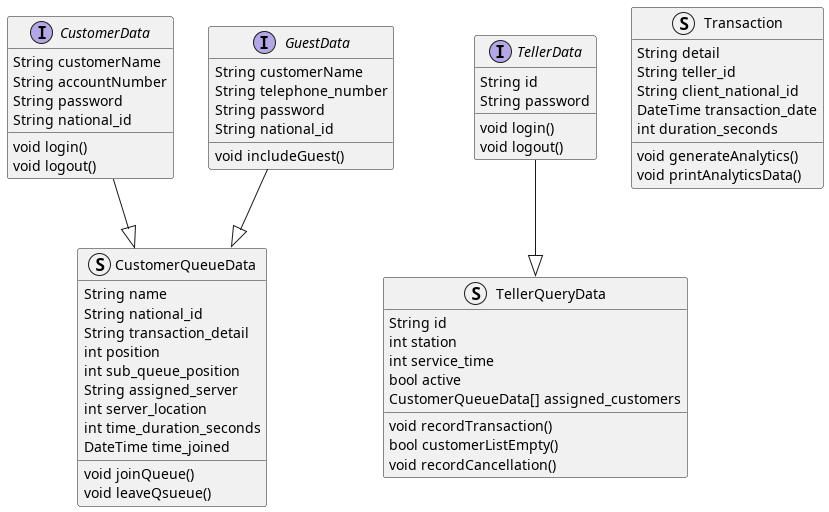 I CustomerData
String customerName
String accountNumber
String password
String national_id
void login()
void logout()
I GuestData
String customerName
String telephone_number
String password
String national_id
void includeGuest()
I TellerData
String id
String password
void login()
void logout()
S Transaction
String detail
String teller_id
String client_national_id
DateTime transaction_date
int duration_seconds
void generateAnalytics()
void printAnalyticsData()
S CustomerQueueData
String name
String national_id
String transaction_detail
int position
int sub_queue_position
String assigned_server
int server_location
int time_duration_seconds
DateTime time_joined
void joinQueue()
void leaveQsueue()
S TellerQueryData
String id
int station
int service_time
bool active
CustomerQueueData[] assigned_customers
void recordTransaction()
bool customerListEmpty()
void recordCancellation()